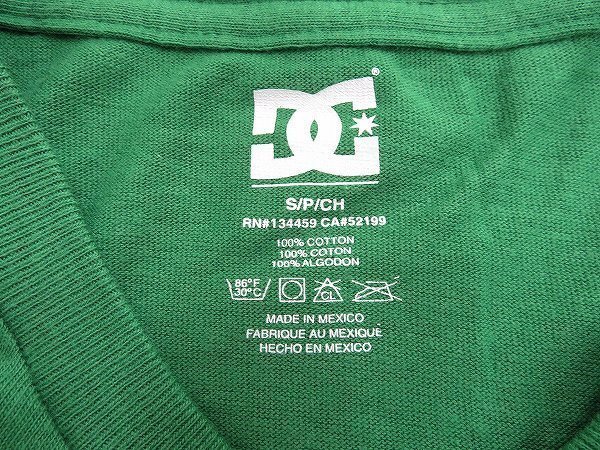 DC®
S/P/CH
RN#134459 CA#52199
100% COTTON
100% COTON
100% ALGODON
86°F
30°C
CL
MADE IN MEXICO
FABRIQUE AU MEXIQUE
HECHO EN MEXICO